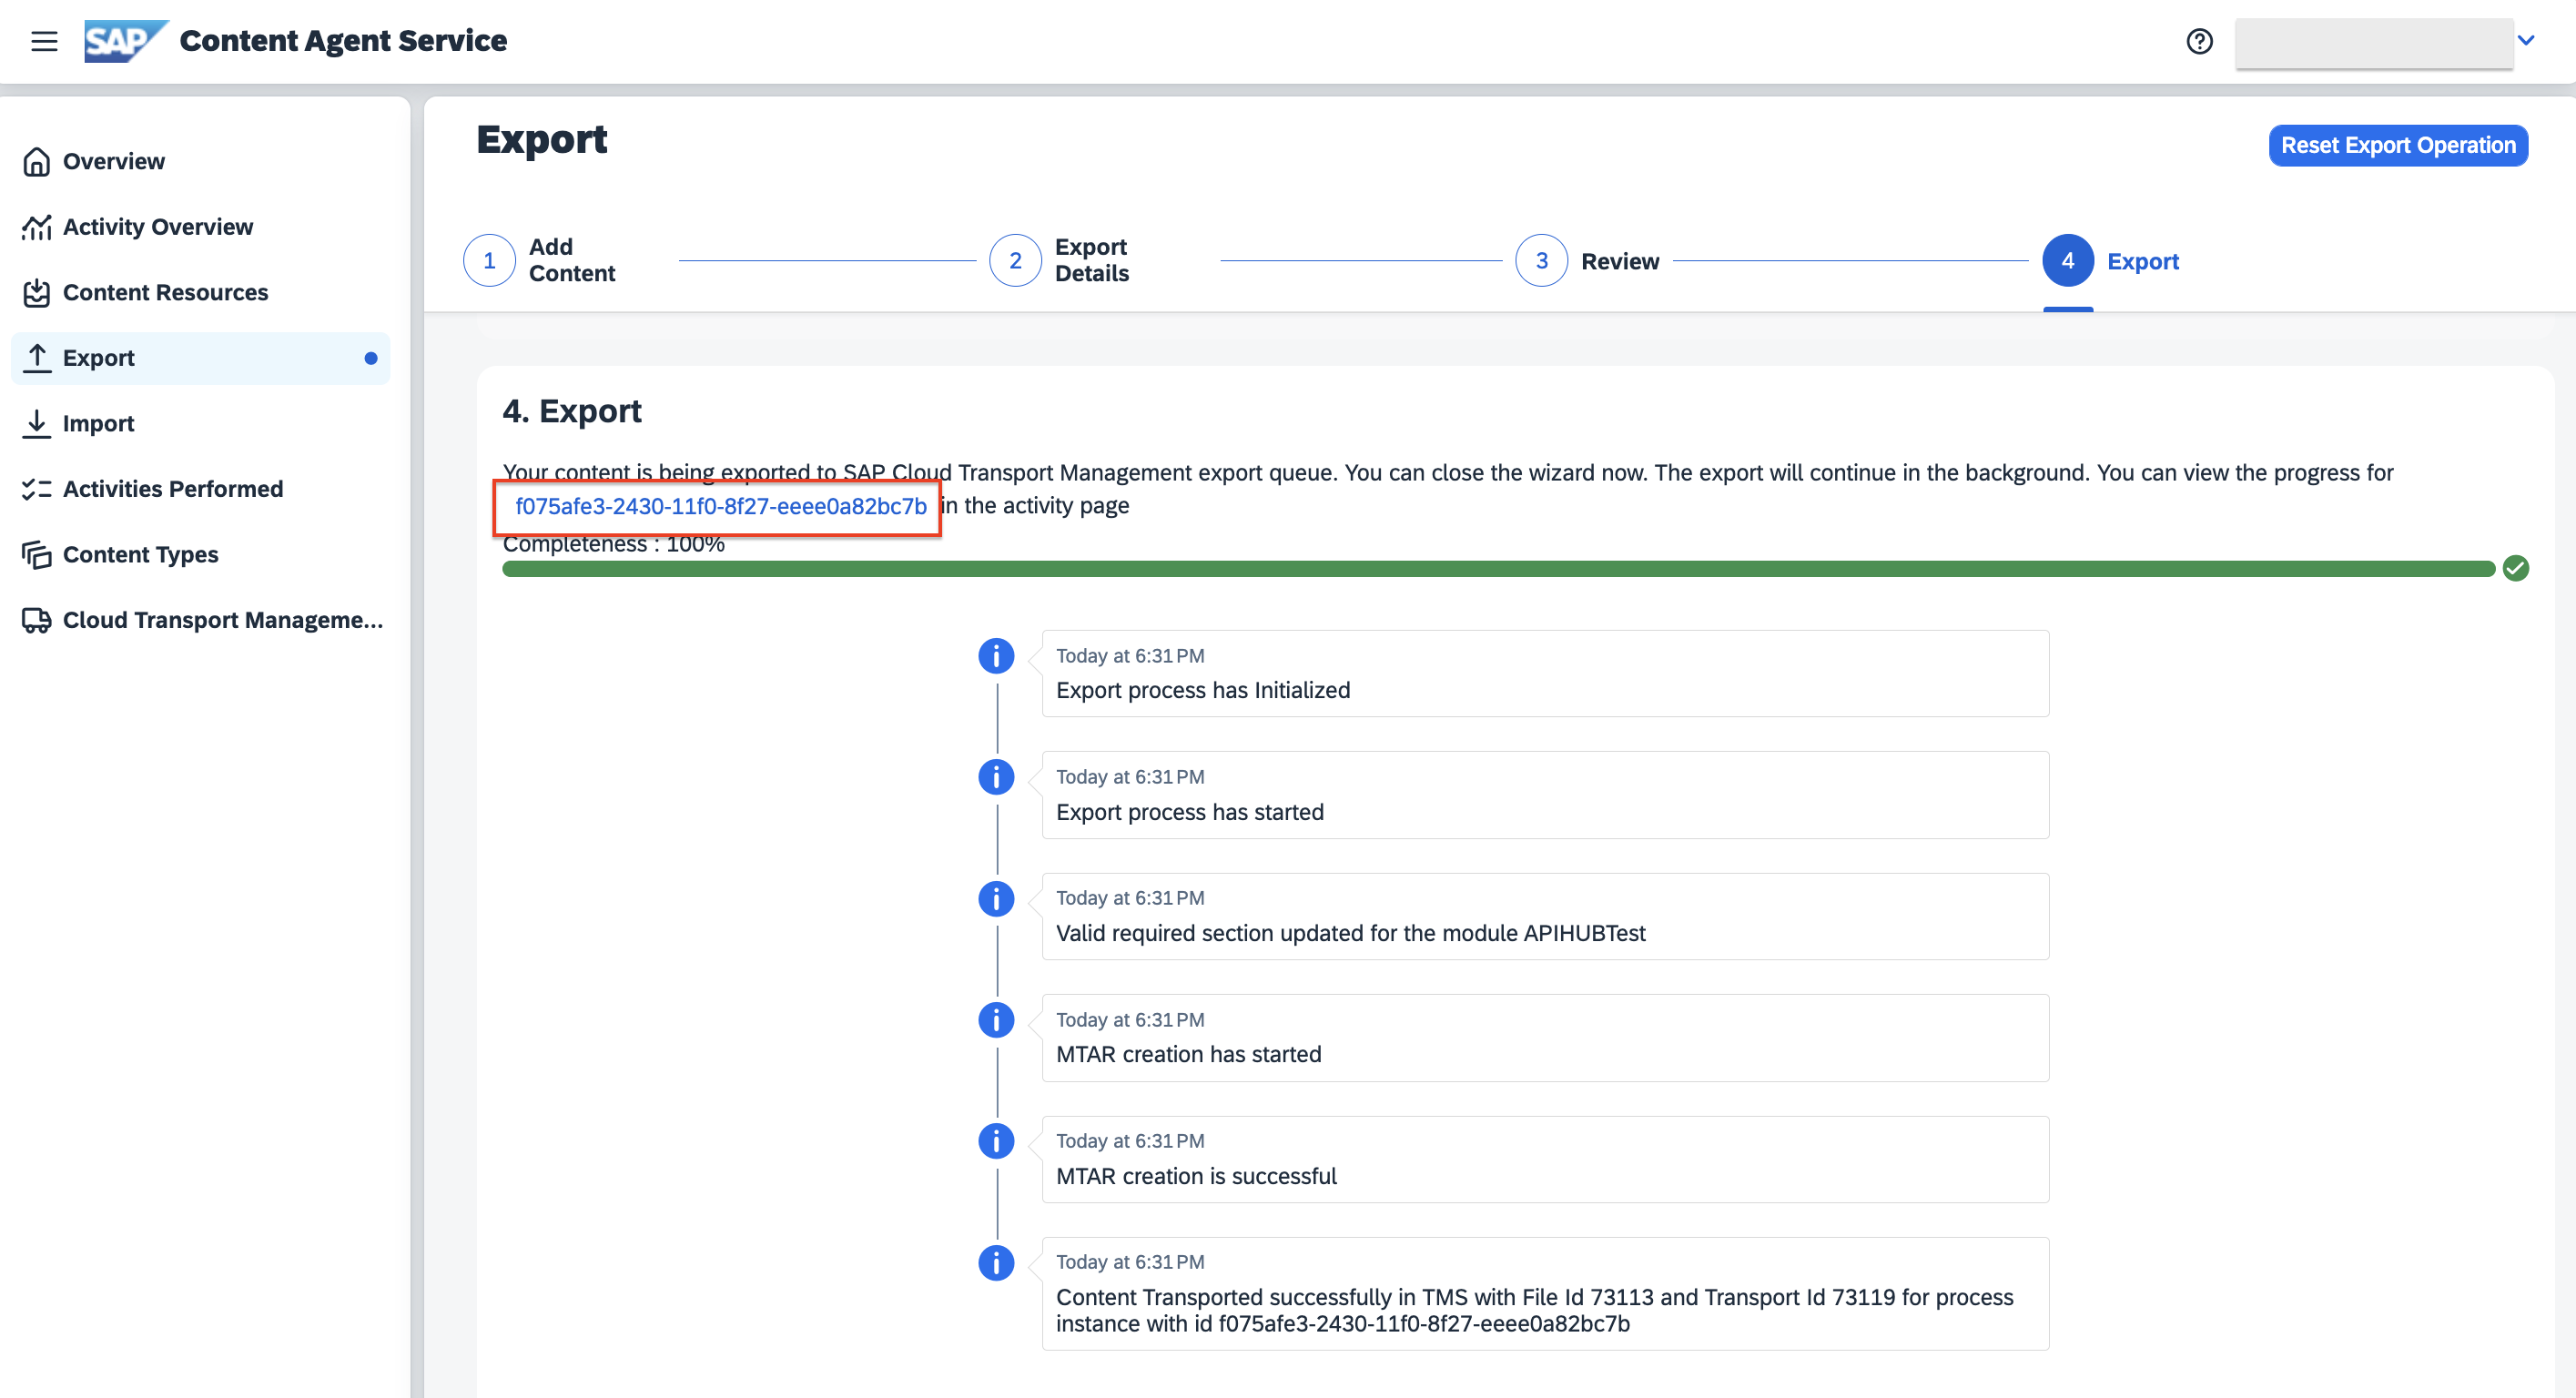 SAP Content Agent Service
Overview
Activity Overview
Content Resources
Export
Import
Activities Performed
Content Types
Cloud Transport Manageme...
Export
Reset Export Operation
1 Add Content
2 Export Details
3 Review
4 Export
4. Export
Your content is being exported to SAP Cloud Transport Management export queue. You can close the wizard now. The export will continue in the background. You can view the progress for
f075afe3-2430-11f0-8f27-eeee0a82bc7b in the activity page
Completeness : 100%
Today at 6:31 PM
Export process has Initialized
Today at 6:31 PM
Export process has started
Today at 6:31 PM
Valid required section updated for the module APIHUBTest
Today at 6:31 PM
MTAR creation has started
Today at 6:31 PM
MTAR creation is successful
Today at 6:31 PM
Content Transported successfully in TMS with File Id 73113 and Transport Id 73119 for process
instance with id f075afe3-2430-11f0-8f27-eeee0a82bc7b